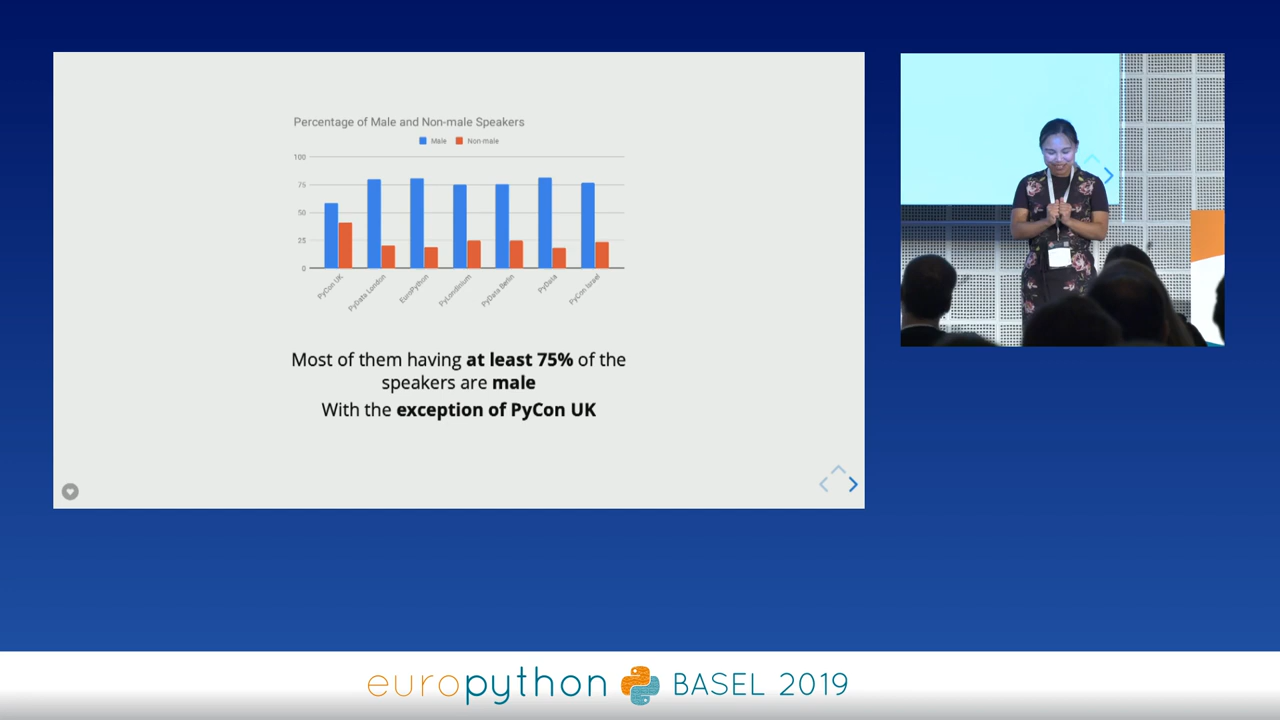 Percentage of Male and Non-male Speakers
Male Non-male
100
75
50
25
0
PyCon UK
PyData London
EuroPython
PyLondinium
PyData Berlin
PyData
PyCon Israel
Most of them having at least 75% of the
speakers are male
With the exception of PyCon UK
europython BASEL 2019